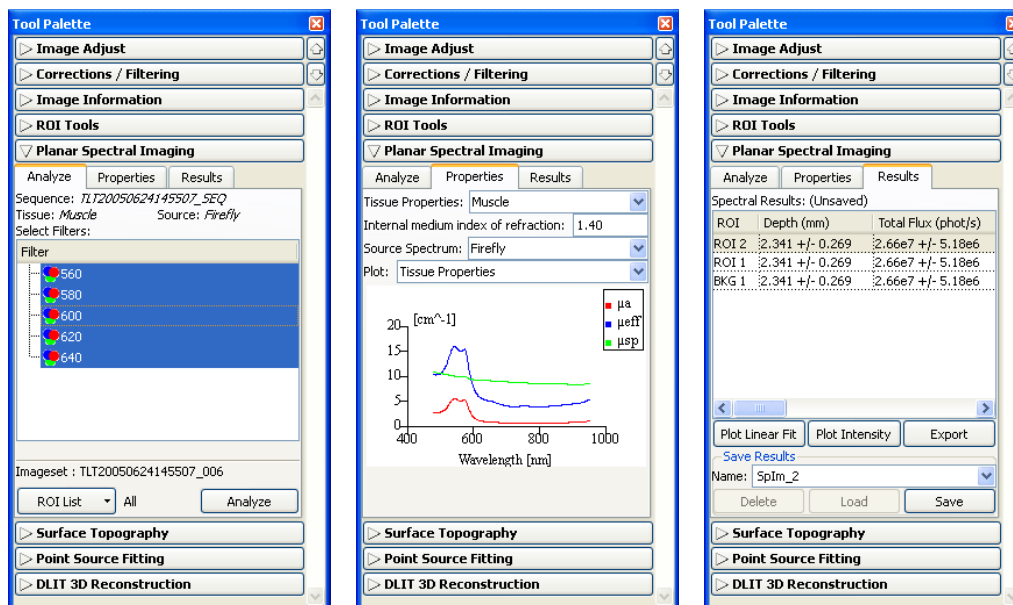 Tool Palette
Image Adjust
Corrections / Filtering
Image Information
ROI Tools
Planar Spectral Imaging
Analyze Properties Results
Sequence: TLT20050624145507_SEQ
Tissue: Muscle Source: Firefly
Select Filters:
Filter
560
580
600
620
640
Imageset : TLT20050624145507_006
ROI List All Analyze
Surface Topography
Point Source Fitting
DLIT 3D Reconstruction
Tool Palette
Image Adjust
Corrections / Filtering
Image Information
ROI Tools
Planar Spectral Imaging
Analyze Properties Results
Tissue Properties: Muscle
Internal medium index of refraction: 1.40
Source Spectrum: Firefly
Plot: Tissue Properties
µa
[cm^-1] µeff
20 µsp
15
10
5
0
400 600 800 1000
Wavelength [nm]
Surface Topography
Point Source Fitting
DLIT 3D Reconstruction
Tool Palette
Image Adjust
Corrections / Filtering
Image Information
ROI Tools
Planar Spectral Imaging
Analyze Properties Results
Spectral Results: (Unsaved)
ROI Depth (mm) Total Flux (phot/s)
ROI 2 2.341 +/- 0.269 2.66e7 +/- 5.18e6
ROI 1 2.341 +/- 0.269 2.66e7 +/- 5.18e6
BKG 1 2.341 +/- 0.269 2.66e7 +/- 5.18e6
Plot Linear Fit Plot Intensity Export
Save Results
Name: SpIm_2
Delete Load Save
Surface Topography
Point Source Fitting
DLIT 3D Reconstruction